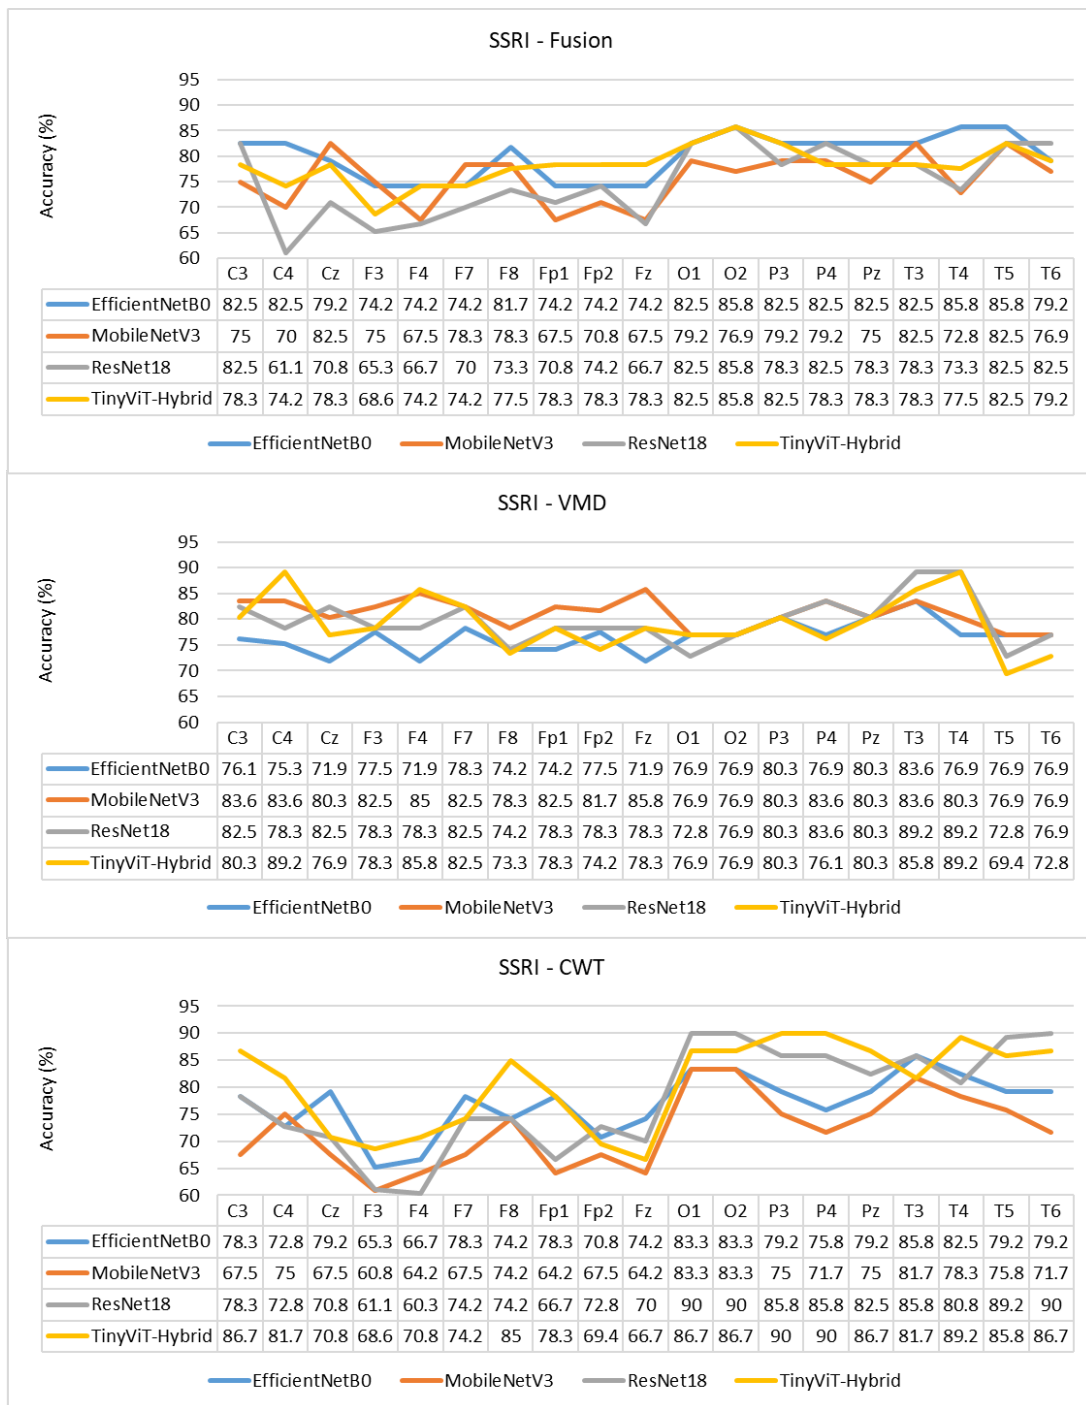 SSRI - Fusion
Accuracy (%)
95
90
85
80
75
70
65
60
C3 C4 Cz F3 F4 F7 F8 Fp1 Fp2 Fz O1 O2 P3 P4 Pz T3 T4 T5 T6
EfficientNetB0 82.5 82.5 79.2 74.2 74.2 74.2 81.7 74.2 74.2 74.2 82.5 85.8 82.5 82.5 82.5 82.5 85.8 85.8 79.2
MobileNetV3 75 70 82.5 75 67.5 78.3 78.3 67.5 70.8 67.5 79.2 76.9 79.2 79.2 75 82.5 72.8 82.5 76.9
ResNet18 82.5 61.1 70.8 65.3 66.7 70 73.3 70.8 74.2 66.7 82.5 85.8 78.3 82.5 78.3 78.3 73.3 82.5 82.5
TinyViT-Hybrid 78.3 74.2 78.3 68.6 74.2 74.2 77.5 78.3 78.3 78.3 82.5 85.8 82.5 78.3 78.3 78.3 77.5 82.5 79.2
EfficientNetB0 MobileNetV3 ResNet18 TinyViT-Hybrid
SSRI - VMD
Accuracy (%)
95
90
85
80
75
70
65
60
C3 C4 Cz F3 F4 F7 F8 Fp1 Fp2 Fz O1 O2 P3 P4 Pz T3 T4 T5 T6
EfficientNetB0 76.1 75.3 71.9 77.5 71.9 78.3 74.2 74.2 77.5 71.9 76.9 76.9 80.3 76.9 80.3 83.6 76.9 76.9 76.9
MobileNetV3 83.6 83.6 80.3 82.5 85 82.5 78.3 82.5 81.7 85.8 76.9 76.9 80.3 83.6 80.3 83.6 80.3 76.9 76.9
ResNet18 82.5 78.3 82.5 78.3 78.3 82.5 74.2 78.3 78.3 78.3 72.8 76.9 80.3 83.6 80.3 89.2 89.2 72.8 76.9
TinyViT-Hybrid 80.3 89.2 76.9 78.3 85.8 82.5 73.3 78.3 74.2 78.3 76.9 76.9 80.3 76.1 80.3 85.8 89.2 69.4 72.8
EfficientNetB0 MobileNetV3 ResNet18 TinyViT-Hybrid
SSRI - CWT
Accuracy (%)
95
90
85
80
75
70
65
60
C3 C4 Cz F3 F4 F7 F8 Fp1 Fp2 Fz O1 O2 P3 P4 Pz T3 T4 T5 T6
EfficientNetB0 78.3 72.8 79.2 65.3 66.7 78.3 74.2 78.3 70.8 74.2 83.3 83.3 79.2 75.8 79.2 85.8 82.5 79.2 79.2
MobileNetV3 67.5 75 67.5 60.8 64.2 67.5 74.2 64.2 67.5 64.2 83.3 83.3 75 71.7 75 81.7 78.3 75.8 71.7
ResNet18 78.3 72.8 70.8 61.1 60.3 74.2 74.2 66.7 72.8 70 90 90 85.8 85.8 82.5 85.8 80.8 89.2 90
TinyViT-Hybrid 86.7 81.7 70.8 68.6 70.8 74.2 85 78.3 69.4 66.7 86.7 86.7 90 90 86.7 81.7 89.2 85.8 86.7
EfficientNetB0 MobileNetV3 ResNet18 TinyViT-Hybrid